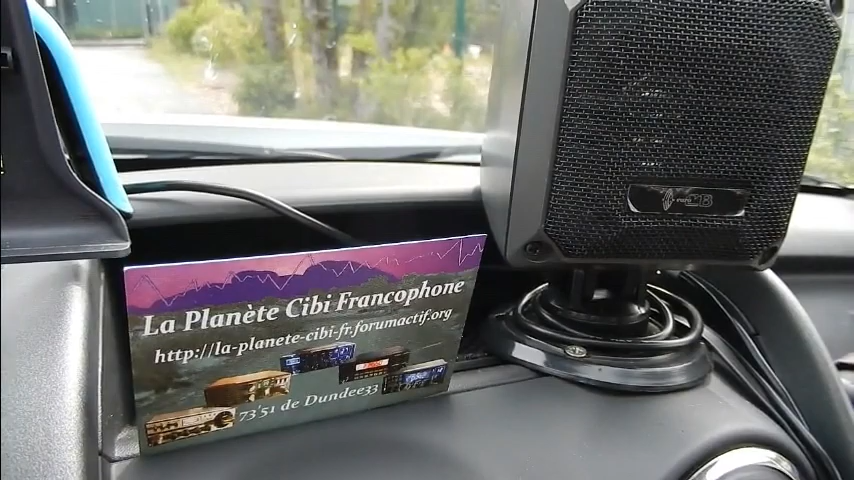 La Planète Cibi Francophone
http://la-planete-cibi-fr.forumactif.org
73'51 de Dundee33